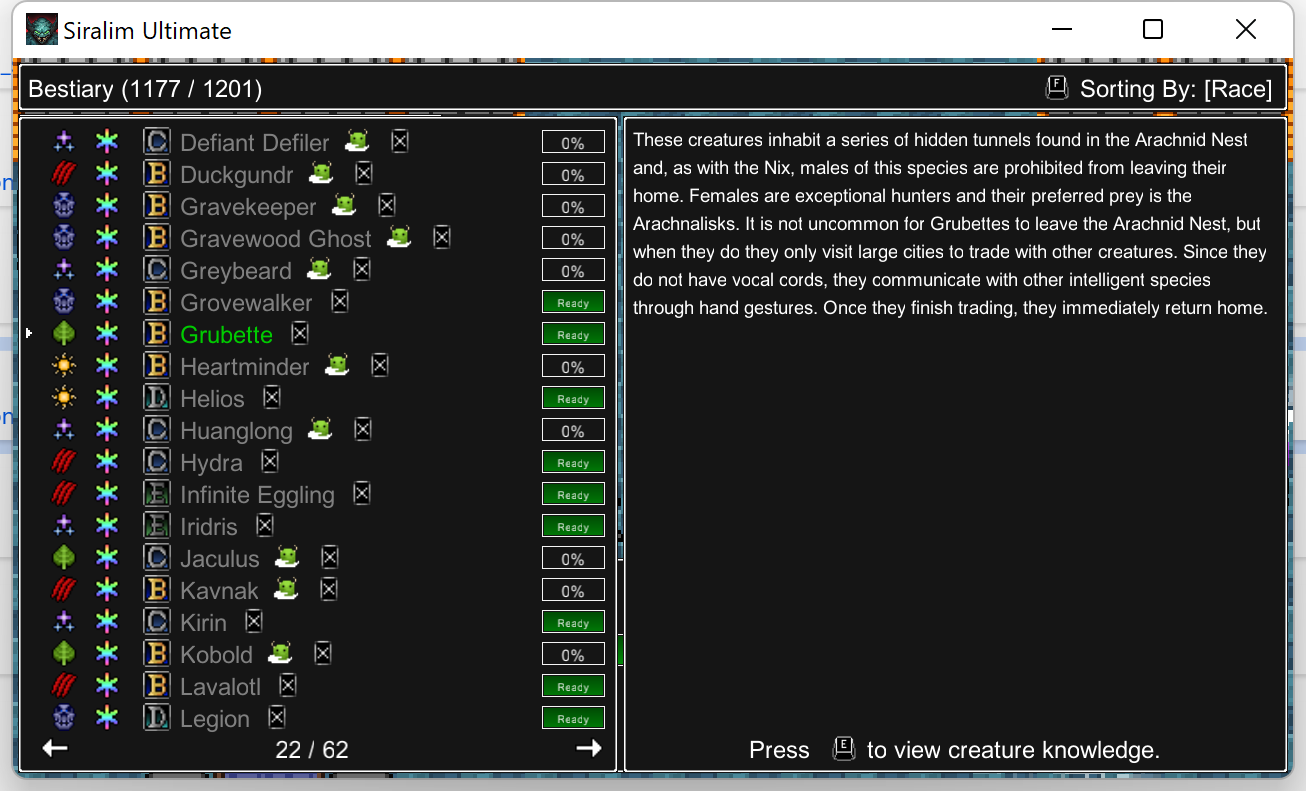 Siralim Ultimate
Bestiary (1177 / 1201)
F Sorting By: [Race]
C Defiant Defiler 0%
B Duckgundr 0%
B Gravekeeper 0%
B Gravewood Ghost 0%
C Greybeard 0%
B Grovewalker Ready
B Grubette Ready
B Heartminder 0%
D Helios Ready
C Huanglong 0%
C Hydra Ready
E Infinite Eggling Ready
E Iridris Ready
C Jaculus 0%
B Kavnak 0%
C Kirin Ready
B Kobold 0%
B Lavalotl Ready
D Legion Ready
22 / 62
These creatures inhabit a series of hidden tunnels found in the Arachnid Nest
and, as with the Nix, males of this species are prohibited from leaving their
home. Females are exceptional hunters and their preferred prey is the
Arachnalisks. It is not uncommon for Grubettes to leave the Arachnid Nest, but
when they do they only visit large cities to trade with other creatures. Since they
do not have vocal cords, they communicate with other intelligent species
through hand gestures. Once they finish trading, they immediately return home.
Press E to view creature knowledge.